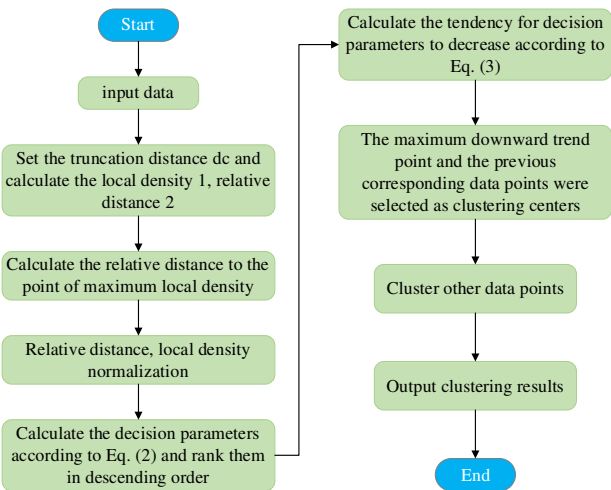 Start
input data
Set the truncation distance dc and
calculate the local density 1, relative
distance 2
Calculate the relative distance to the
point of maximum local density
Relative distance, local density
normalization
Calculate the decision parameters
according to Eq. (2) and rank them
in descending order
Calculate the tendency for decision
parameters to decrease according to
Eq. (3)
The maximum downward trend
point and the previous
corresponding data points were
selected as clustering centers
Cluster other data points
Output clustering results
End